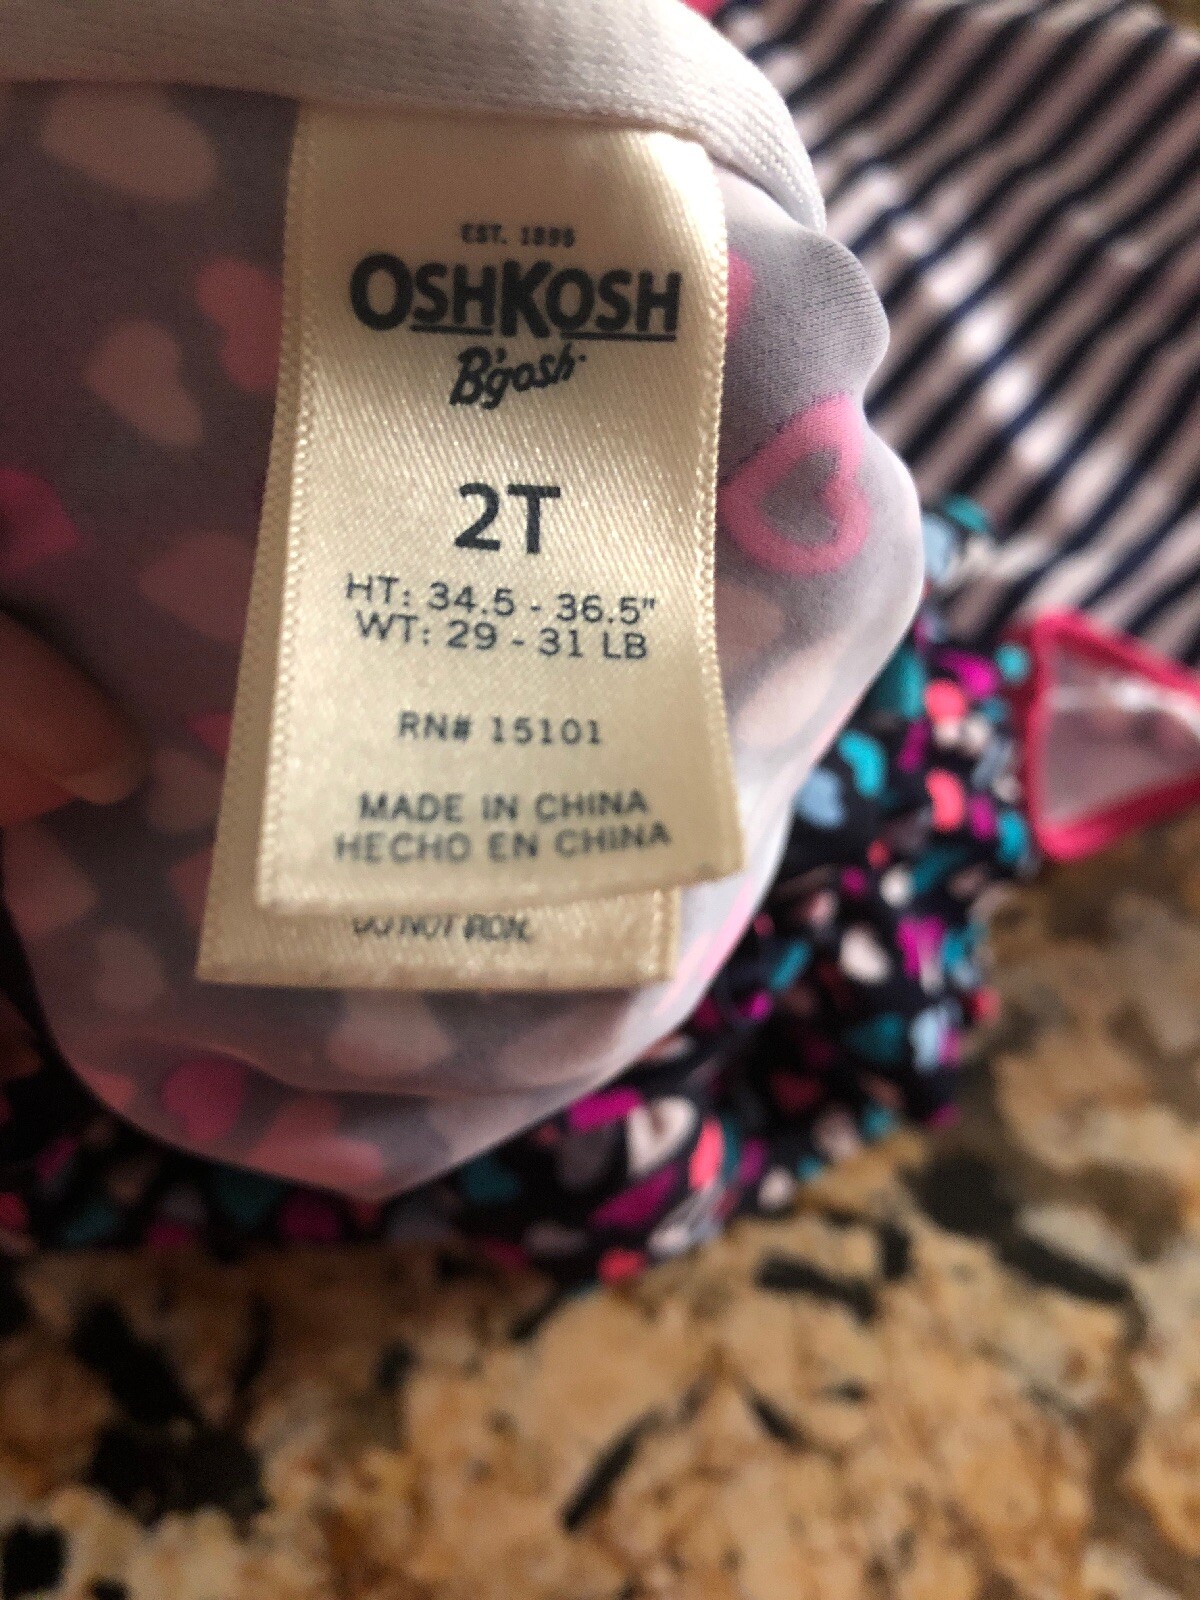 EST. 1895
OSHKOSH
B'gosh
2T
HT: 34.5 - 36.5"
WT: 29 - 31 LB
RN# 15101
MADE IN CHINA
HECHO EN CHINA
DO NOT IRON.